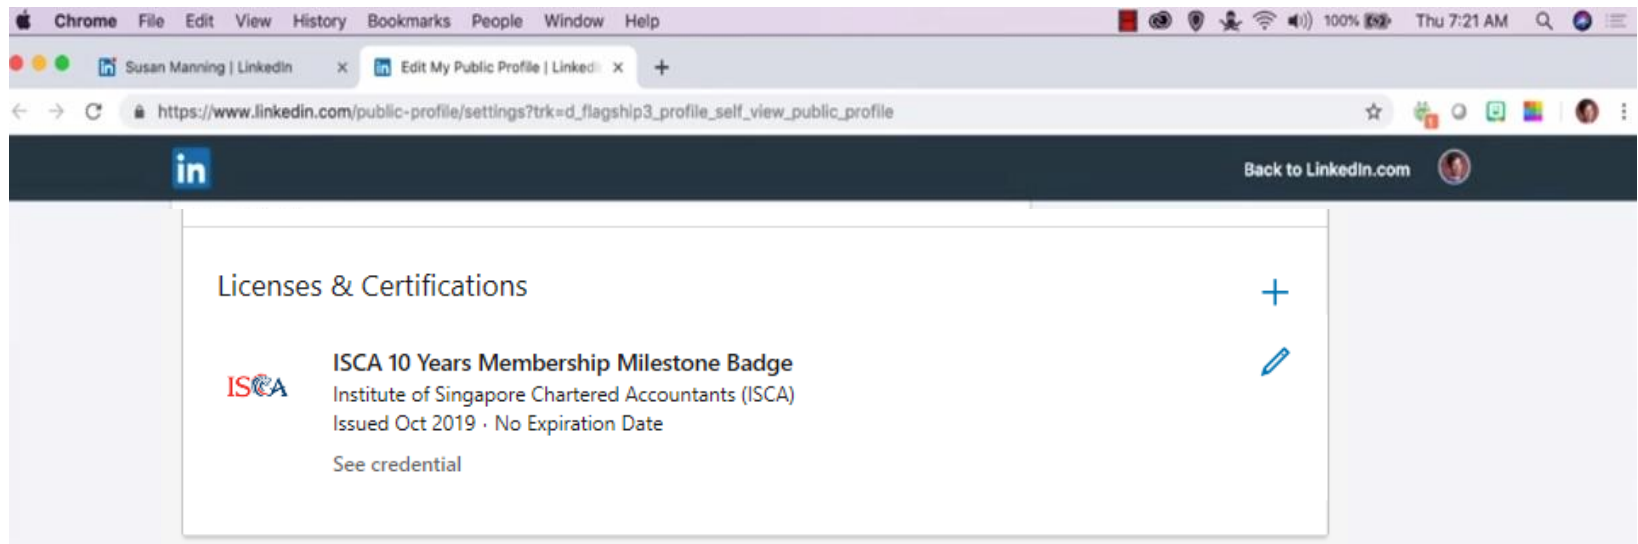 Chrome File Edit View History Bookmarks People Window Help 100% Thu 7:21 AM
Susan Manning | LinkedIn Edit My Public Profile | Linked
https://www.linkedin.com/public-profile/settings?trk=d_flagship3_profile_self_view_public_profile
in Back to LinkedIn.com
Licenses & Certifications
ISCA 10 Years Membership Milestone Badge
ISCA
Institute of Singapore Chartered Accountants (ISCA)
Issued Oct 2019 · No Expiration Date
See credential